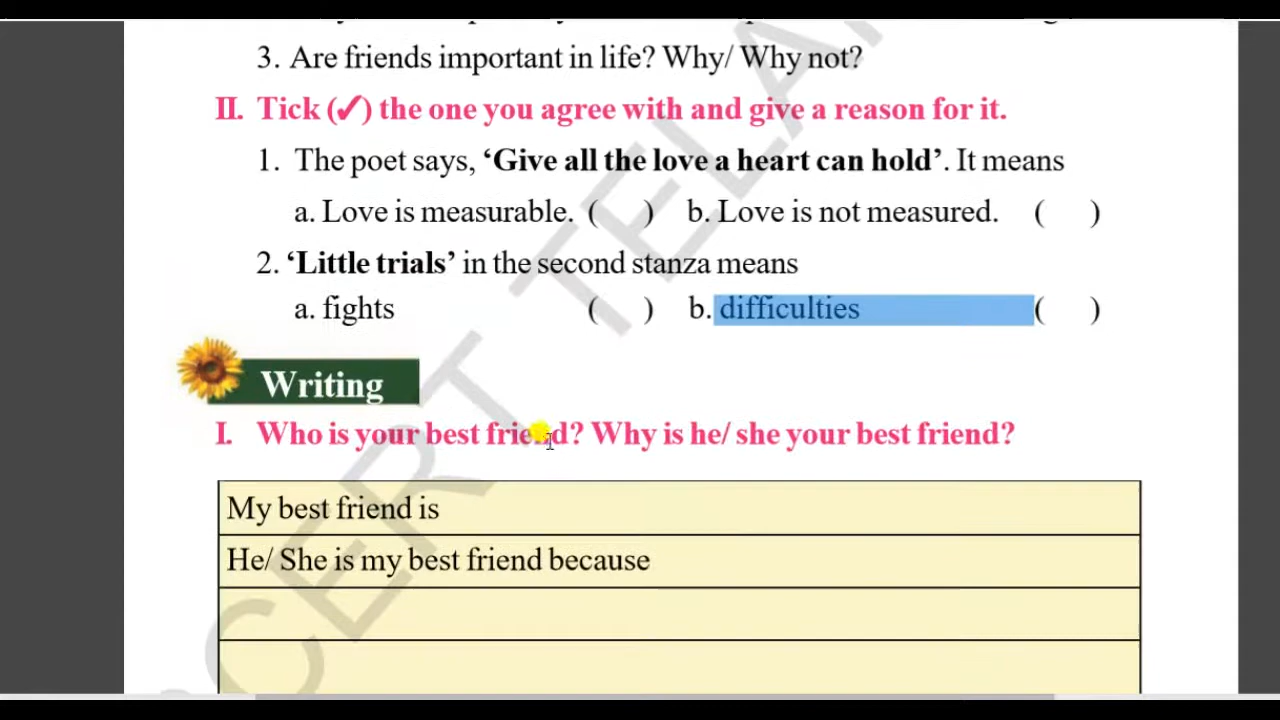 3. Are friends important in life? Why/ Why not?
II. Tick (✓) the one you agree with and give a reason for it.
1. The poet says, ‘Give all the love a heart can hold’. It means
a. Love is measurable. ( ) b. Love is not measured. ( )
2. ‘Little trials’ in the second stanza means
a. fights ( ) b. difficulties ( )
Writing
I. Who is your best friend? Why is he/ she your best friend?
My best friend is
He/ She is my best friend because